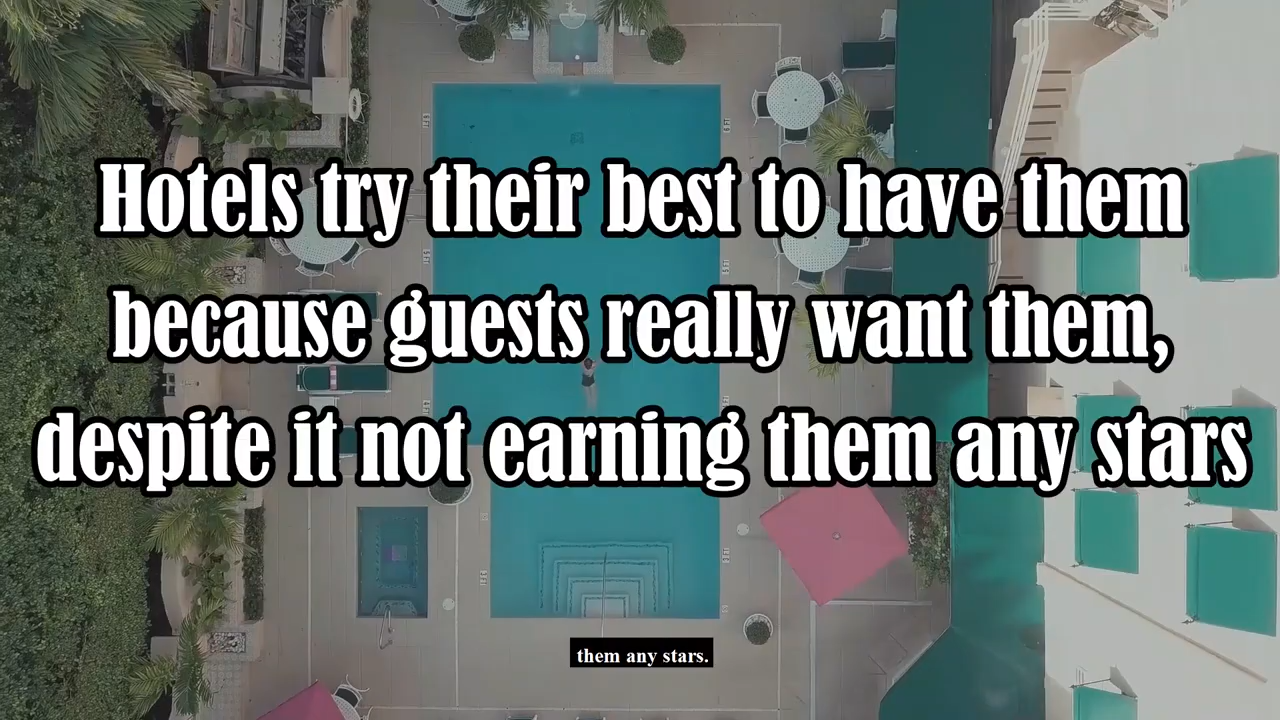 Hotels try their best to have them
because guests really want them,
despite it not earning them any stars
them any stars.